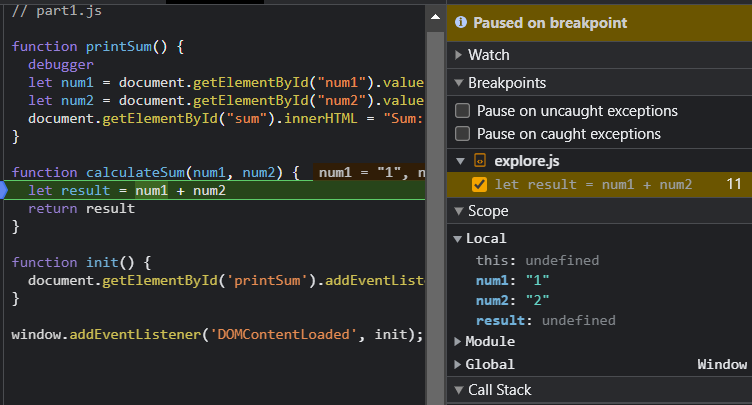 // part1.js
function printSum() {
debugger
let num1 = document.getElementById("num1").value
let num2 = document.getElementById("num2").value
document.getElementById("sum").innerHTML = "Sum:
}
function calculateSum(num1, num2) { num1 = "1", n
let result = num1 + num2
return result
}
function init() {
document.getElementById('printSum').addEventListe
}
window.addEventListener('DOMContentLoaded', init);
Paused on breakpoint
Watch
Breakpoints
Pause on uncaught exceptions
Pause on caught exceptions
explore.js
let result = num1 + num2 11
Scope
Local
this: undefined
num1: "1"
num2: "2"
result: undefined
Module
Global Window
Call Stack